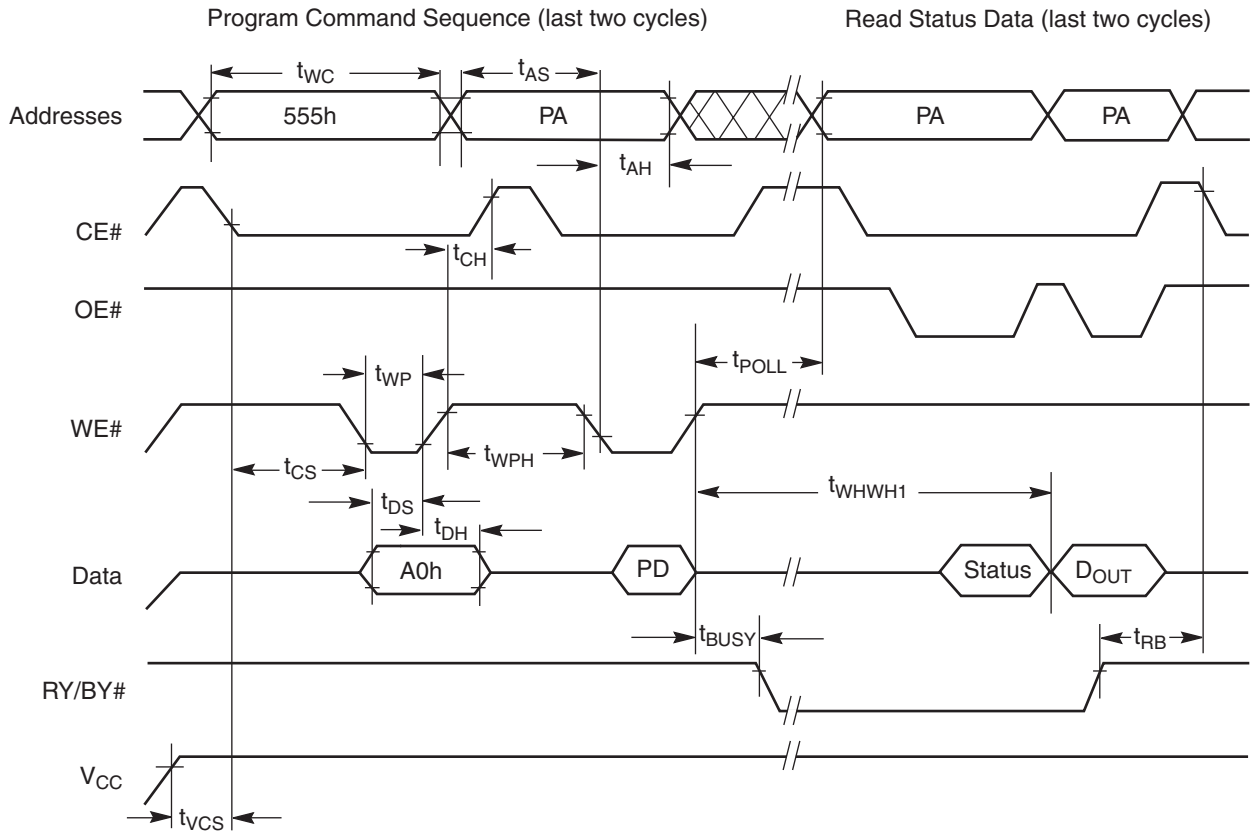 Program Command Sequence (last two cycles) Read Status Data (last two cycles)
tWC tAS
Addresses 555h PA PA PA
tAH
CE#
tCH
OE#
tPOLL
tWP
WE#
tWPH
tCS
tWHWH1
tDS
tDH
Data A0h PD Status DOUT
tBUSY tRB
RY/BY#
VCC
tVCS